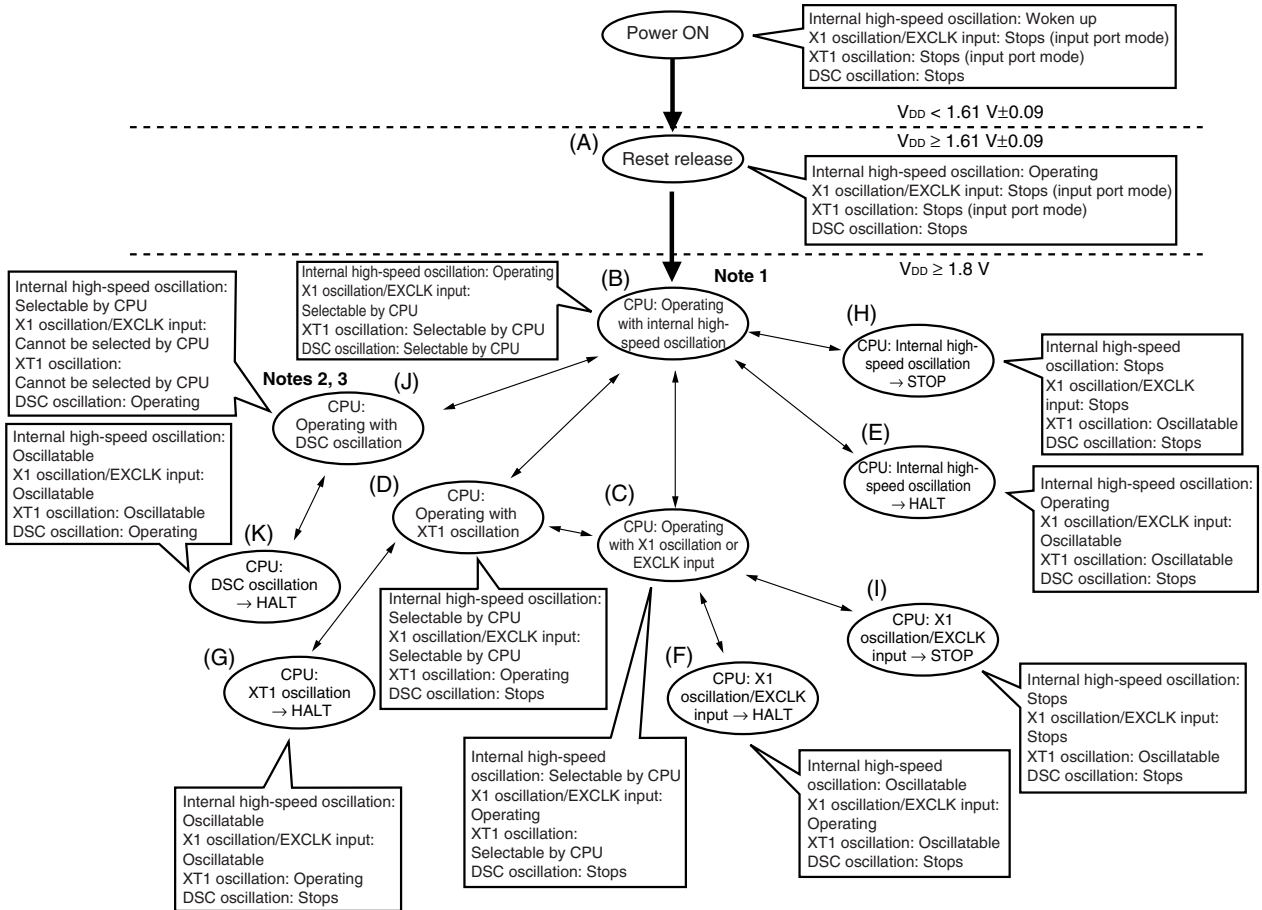 Power ON
Internal high-speed oscillation: Woken up
X1 oscillation/EXCLK input: Stops (input port mode)
XT1 oscillation: Stops (input port mode)
DSC oscillation: Stops
VDD < 1.61 V±0.09
VDD ≥ 1.61 V±0.09
(A)
Reset release
Internal high-speed oscillation: Operating
X1 oscillation/EXCLK input: Stops (input port mode)
XT1 oscillation: Stops (input port mode)
DSC oscillation: Stops
VDD ≥ 1.8 V
(B)
Note 1
CPU: Operating
with internal high-
speed oscillation
Internal high-speed oscillation: Operating
X1 oscillation/EXCLK input:
Selectable by CPU
XT1 oscillation: Selectable by CPU
DSC oscillation: Selectable by CPU
Internal high-speed oscillation:
Selectable by CPU
X1 oscillation/EXCLK input:
Cannot be selected by CPU
XT1 oscillation:
Cannot be selected by CPU
DSC oscillation: Operating
Notes 2, 3
(J)
CPU:
Operating with
DSC oscillation
(H)
CPU: Internal high-
speed oscillation
→ STOP
Internal high-speed
oscillation: Stops
X1 oscillation/EXCLK
input: Stops
XT1 oscillation: Oscillatable
DSC oscillation: Stops
(E)
CPU: Internal high-
speed oscillation
→ HALT
Internal high-speed oscillation:
Operating
X1 oscillation/EXCLK input:
Oscillatable
XT1 oscillation: Oscillatable
DSC oscillation: Stops
Internal high-speed oscillation:
Oscillatable
X1 oscillation/EXCLK input:
Oscillatable
XT1 oscillation: Oscillatable
DSC oscillation: Operating
(K)
CPU:
DSC oscillation
→ HALT
(D)
CPU:
Operating with
XT1 oscillation
Internal high-speed oscillation:
Selectable by CPU
X1 oscillation/EXCLK input:
Selectable by CPU
XT1 oscillation: Operating
DSC oscillation: Stops
(C)
CPU: Operating
with X1 oscillation or
EXCLK input
(I)
CPU: X1
oscillation/EXCLK
input → STOP
Internal high-speed oscillation:
Stops
X1 oscillation/EXCLK input:
Stops
XT1 oscillation: Oscillatable
DSC oscillation: Stops
(G)
CPU:
XT1 oscillation
→ HALT
Internal high-speed oscillation:
Oscillatable
X1 oscillation/EXCLK input:
Oscillatable
XT1 oscillation: Operating
DSC oscillation: Stops
(F)
CPU: X1
oscillation/EXCLK
input → HALT
Internal high-speed
oscillation: Selectable by CPU
X1 oscillation/EXCLK input:
Operating
XT1 oscillation:
Selectable by CPU
DSC oscillation: Stops
Internal high-speed
oscillation: Oscillatable
X1 oscillation/EXCLK input:
Operating
XT1 oscillation: Oscillatable
DSC oscillation: Stops